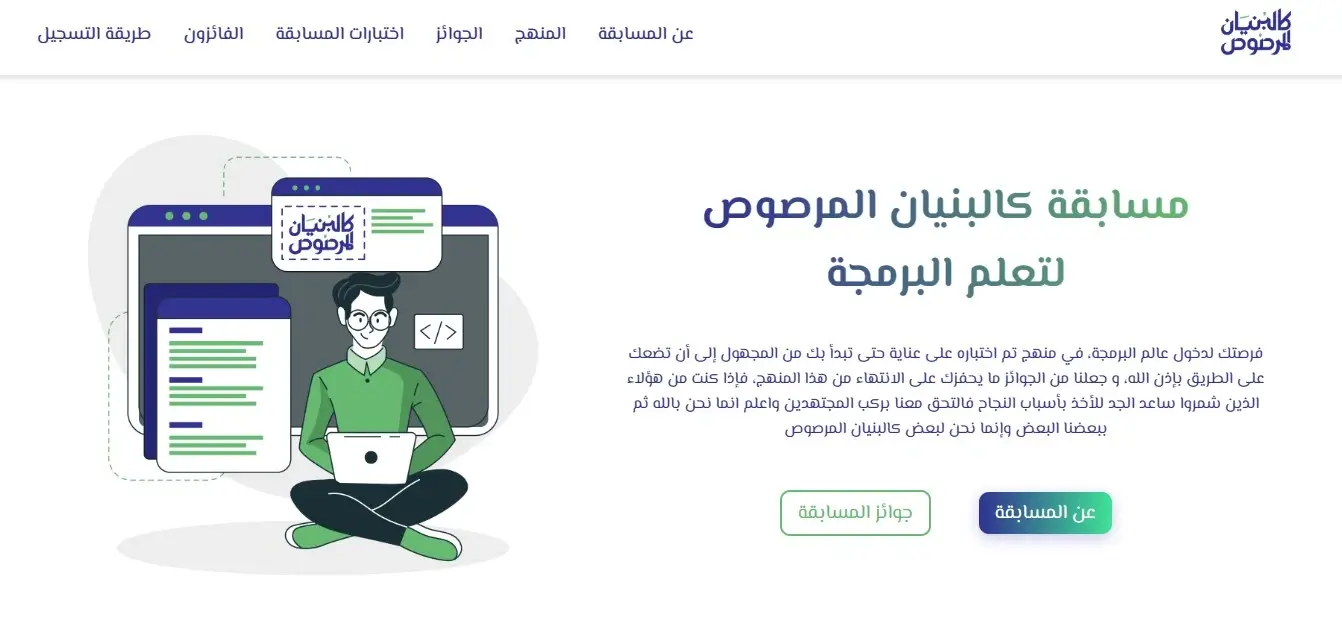 كالبنيان
المرصوص
عن المسابقة
المنهج
الجوائز
اختبارات المسابقة
الفائزون
طريقة التسجيل
مسابقة كالبنيان المرصوص
لتعلم البرمجة
فرصتك لدخول عالم البرمجة، في منهج تم اختباره على عناية حتى تبدأ بك من المجهول إلى أن تضعك
على الطريق بإذن الله، و جعلنا من الجوائز ما يحفزك على الانتهاء من هذا المنهج، فإذا كنت من هؤلاء
الذين شمروا ساعد الجد للأخذ بأسباب النجاح فالتحق معنا بركب المجتهدين واعلم انما نحن بالله ثم
ببعضنا البعض وإنما نحن لبعض كالبنيان المرصوص
عن المسابقة
جوائز المسابقة
كالبنيان
المرصوص
</>